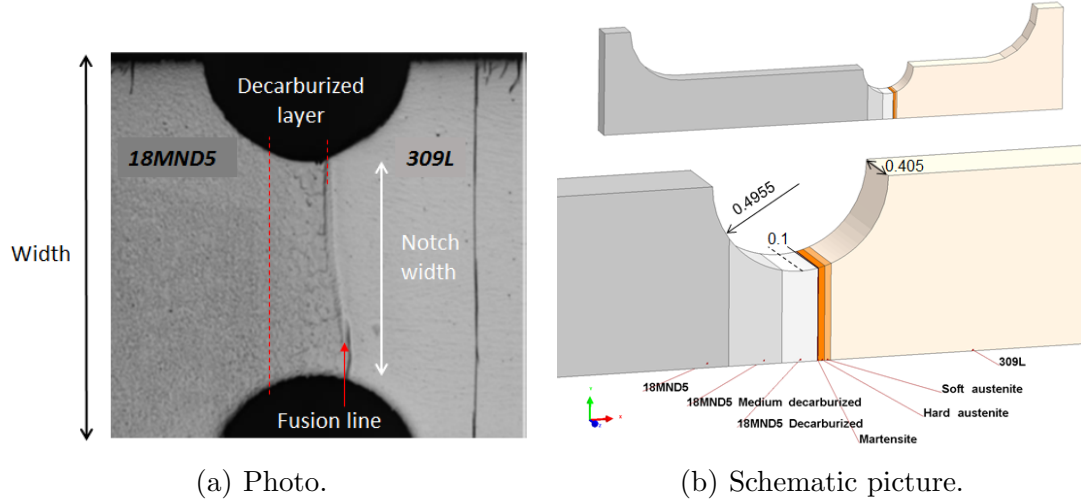 Decarburized
layer
18MND5
309L
Width
Notch
width
Fusion line
(a) Photo.
0.405
0.4955
0.1
309L
18MND5
Soft austenite
18MND5 Medium decarburized
Hard austenite
18MND5 Decarburized
Martensite
Y
X
(b) Schematic picture.